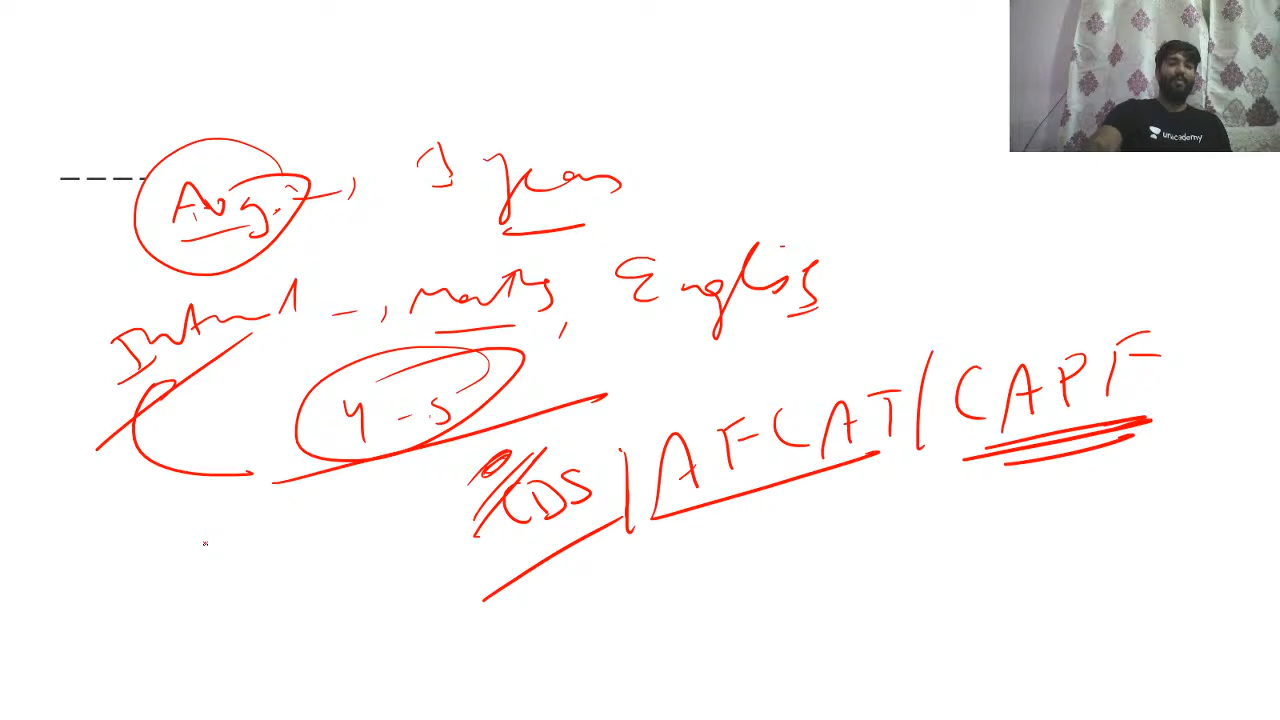 Avg. -, 3 years
-, Maths, English
4-5
CDS | AFCAT / CAPF
unacademy